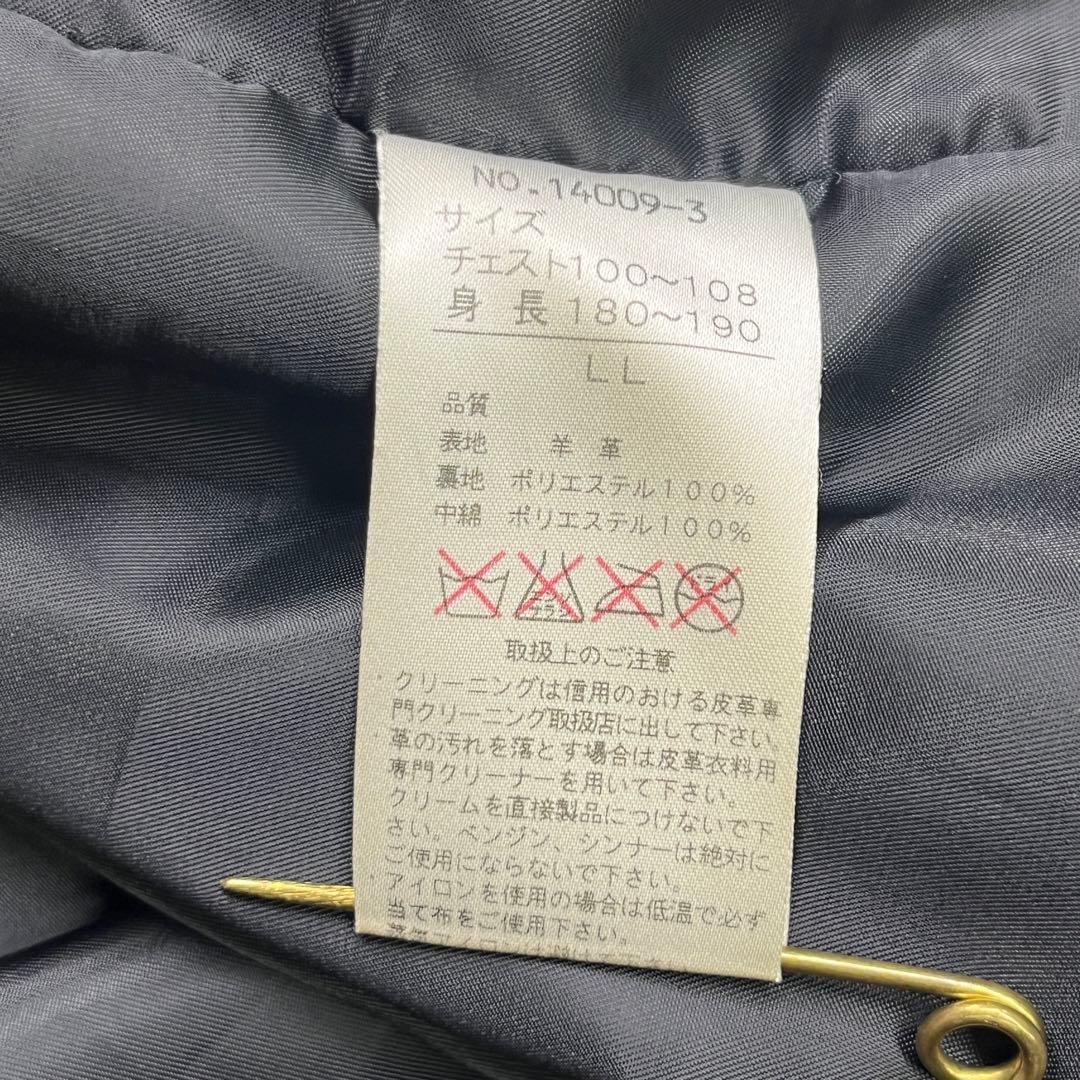 NO.14009-3
サイズ
チェスト100〜108
身長 180〜190
LL
品質
表地 羊革
裏地 ポリエステル100%
中綿 ポリエステル100%
エンソ
取扱上のご注意
・クリーニングは信用のおける皮革専
門クリーニング取扱店に出して下さい。
革の汚れを落とす場合は皮革衣料用
専門クリーナーを用いて下さい。
クリームを直接製品につけないで下
さい。ベンジン、シンナーは絶対に
ご使用にならないで下さい。
アイロンを使用の場合は低温で必ず
当て布をご使用下さい。